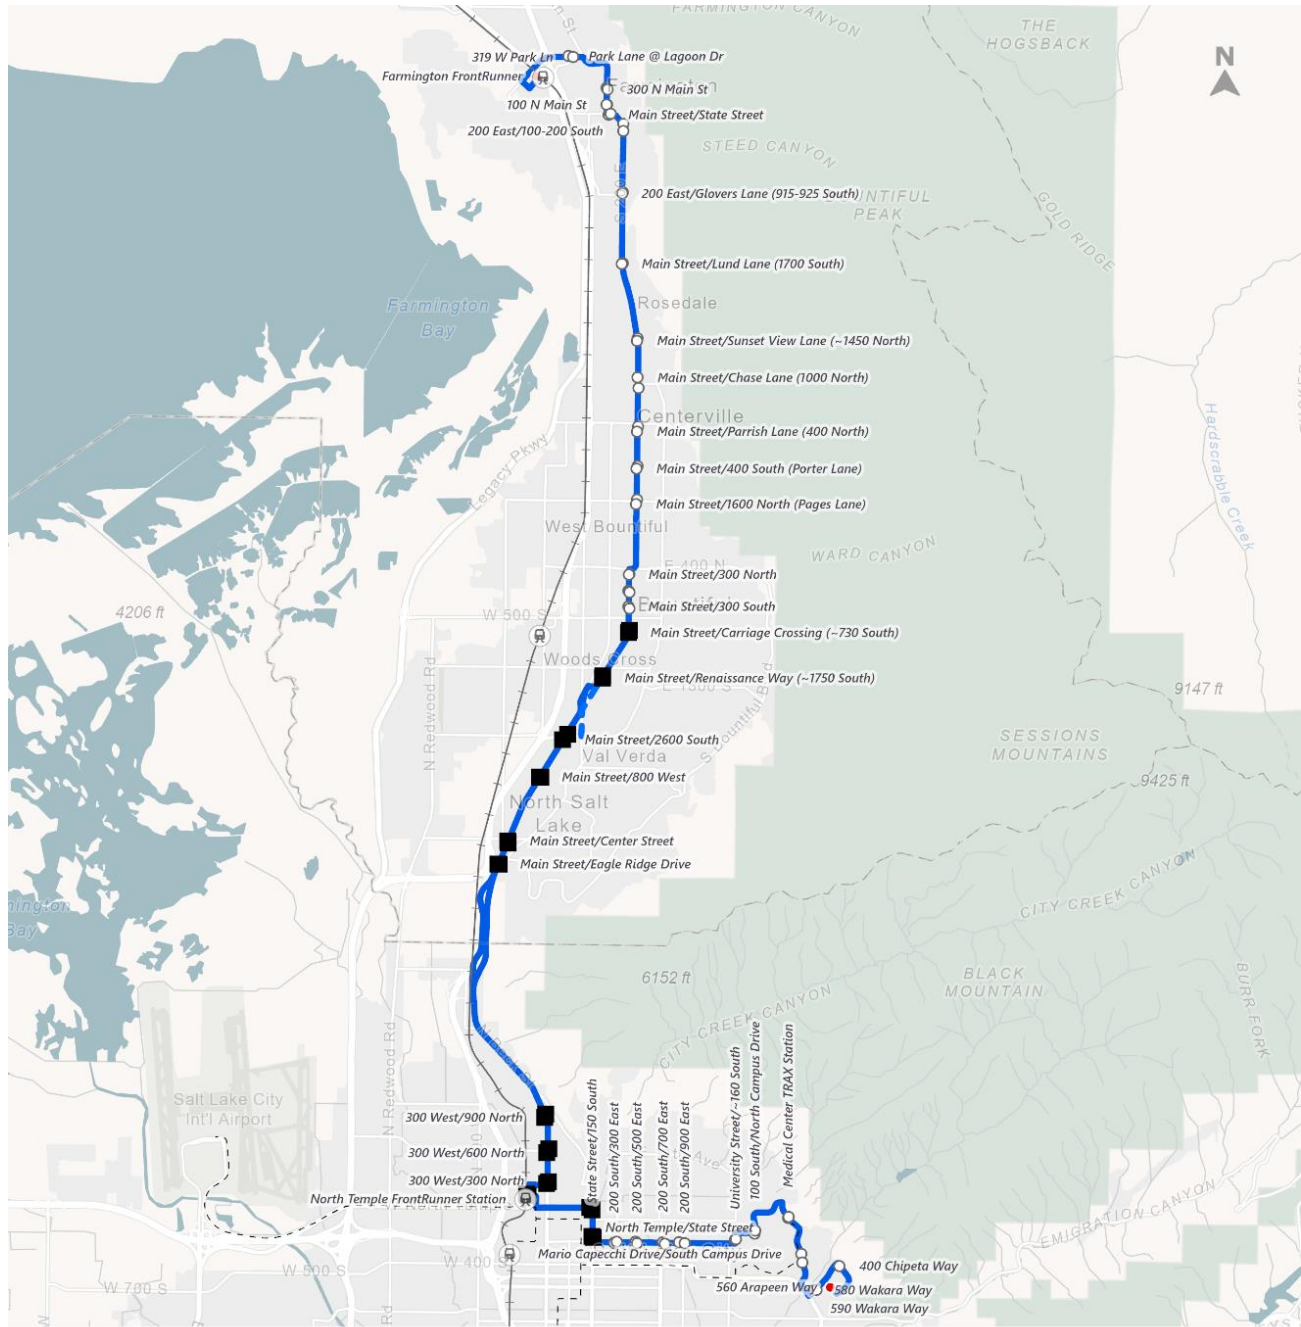 FARMINGTON CANYON
THE
HOGSBACK
N
319 W Park Ln
Park Lane @ Lagoon Dr
Farmington FrontRunner
Farmington
300 N Main St
100 N Main St
Main Street/State Street
200 East/100-200 South
STEED CANYON
200 East/Glovers Lane (915-925 South)
BOUNTIFUL
PEAK
GOLD RIDGE
Main Street/Lund Lane (1700 South)
Rosedale
Farmington
Bay
Main Street/Sunset View Lane (~1450 North)
Main Street/Chase Lane (1000 North)
Centerville
Main Street/Parrish Lane (400 North)
Legacy Pkwy
Main Street/400 South (Porter Lane)
Hardscrabble Creek
Main Street/1600 North (Pages Lane)
West Bountiful
WARD CANYON
E 400 N
Main Street/300 North
4206 ft
W 500 S
Main Street/300 South
Main Street/Carriage Crossing (~730 South)
Woods Cross
Main Street/Renaissance Way (~1750 South)
9147 ft
N Redwood Rd
S Bountiful Blvd
Main Street/2600 South
SESSIONS
MOUNTAINS
Val Verda
Main Street/800 West
9425 ft
North Salt
Lake
Main Street/Center Street
Main Street/Eagle Ridge Drive
CITY CREEK CANYON
6152 ft
BLACK
MOUNTAIN
BURR FORK
CITY CREEK CANYON
N Beck St
N Redwood Rd
Salt Lake City
Int'l Airport
300 West/900 North
300 West/600 North
300 West/300 North
North Temple FrontRunner Station
State Street/150 South
200 South/300 East
200 South/500 East
200 South/700 East
200 South/900 East
University Street/~160 South
100 South/North Campus Drive
Medical Center TRAX Station
North Temple/State Street
EMIGRATION CANYON
Mario Capecchi Drive/South Campus Drive
W 400 S
W 500 S
400 Chipeta Way
W 700 S
560 Arapeen Way
580 Wakara Way
590 Wakara Way